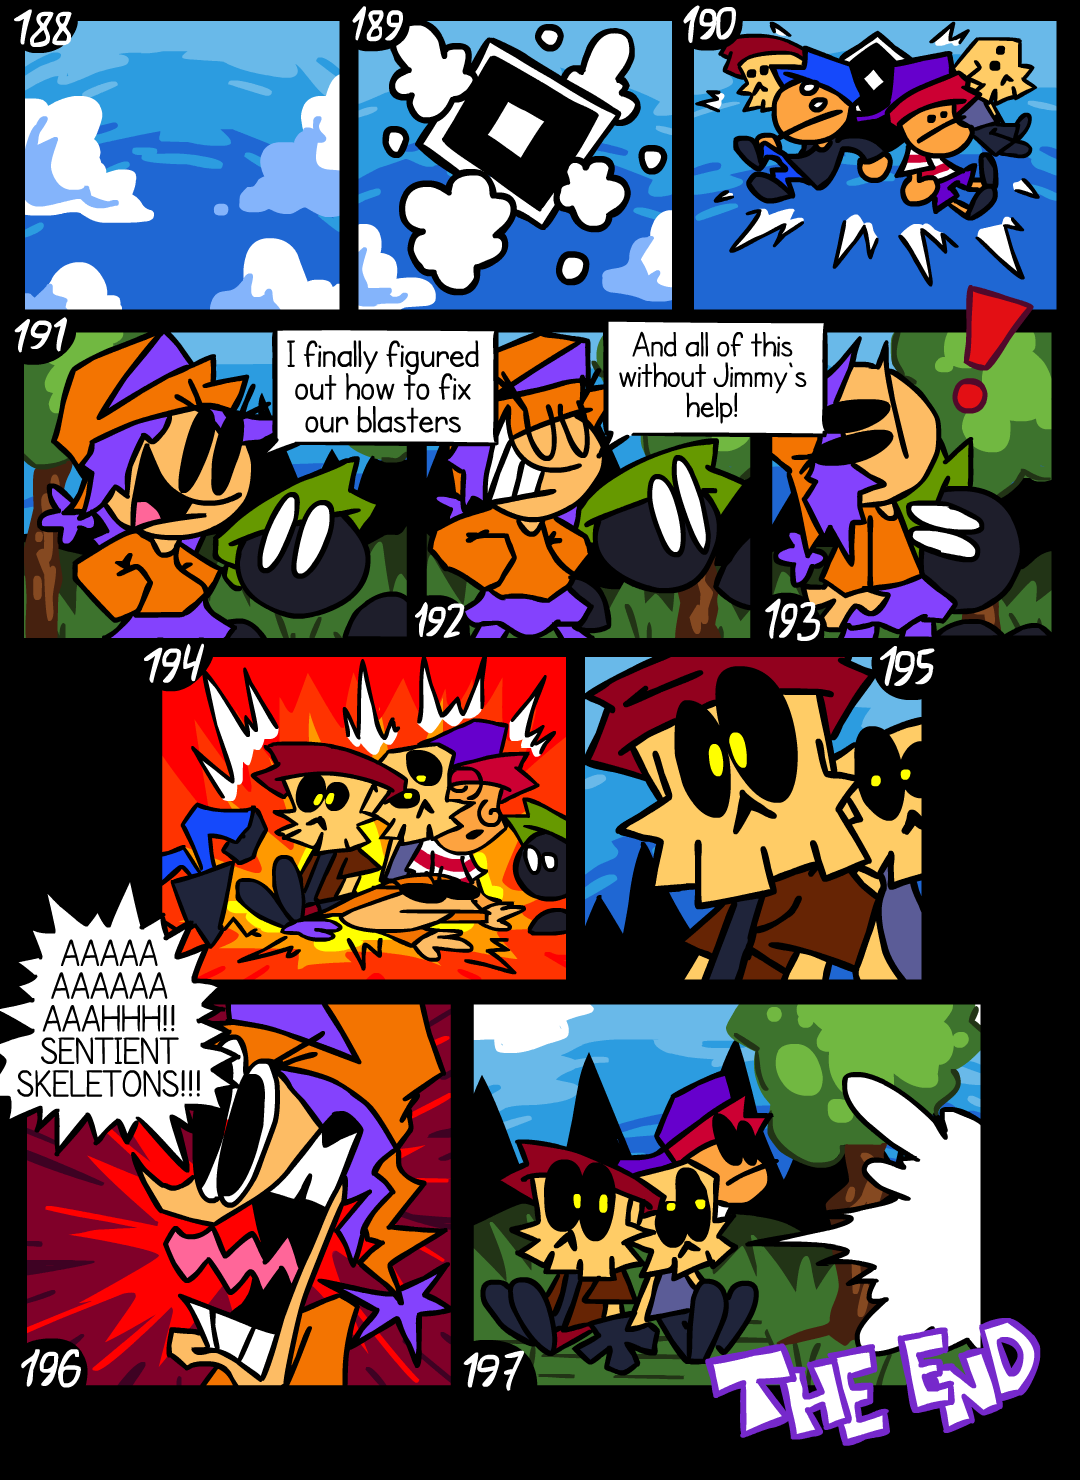 188
189
190
191
I finally figured
out how to fix
our blasters
And all of this
without Jimmy's
help!
!
192
193
194
195
AAAAA
AAAAAA
AAAHHH!!
SENTIENT
SKELETONS!!!
196
197
THE END